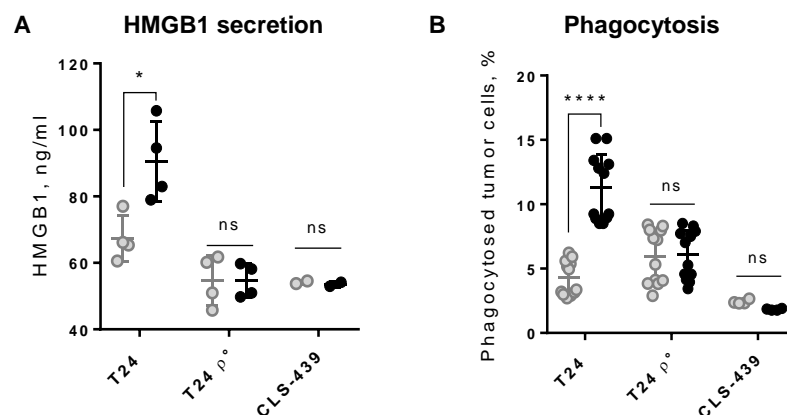 A
HMGB1 secretion
HMGB1, ng/ml
120
100
80
60
40
*
ns
ns
T24
T24 ρ°
CLS-439
B
Phagocytosis
Phagocytosed tumor cells, %
20
15
10
5
0
****
ns
ns
T24
T24 ρ°
CLS-439